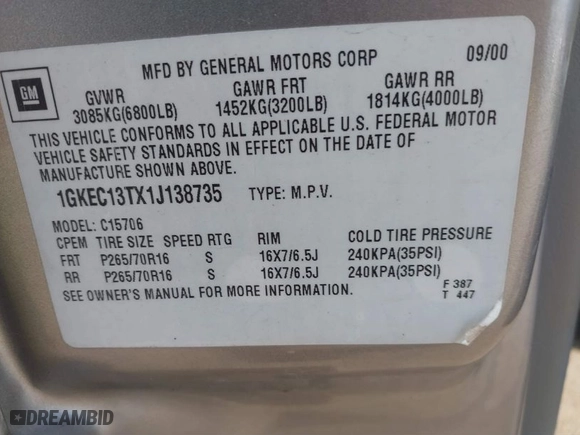 MFD BY GENERAL MOTORS CORP 09/00
GM
GVWR GAWR FRT GAWR RR
3085KG(6800LB) 1452KG(3200LB) 1814KG(4000LB)
THIS VEHICLE CONFORMS TO ALL APPLICABLE U.S. FEDERAL MOTOR
VEHICLE SAFETY STANDARDS IN EFFECT ON THE DATE OF
MANUFACTURE SHOWN ABOVE.
1GKEC13TX1J138735 TYPE: M.P.V.
MODEL: C15706
CPEM TIRE SIZE SPEED RTG RIM COLD TIRE PRESSURE
FRT P265/70R16 S 16X7/6.5J 240KPA(35PSI)
RR P265/70R16 S 16X7/6.5J 240KPA(35PSI)
SEE OWNER'S MANUAL FOR MORE INFORMATION.
F 387
T 447
DREAMBID